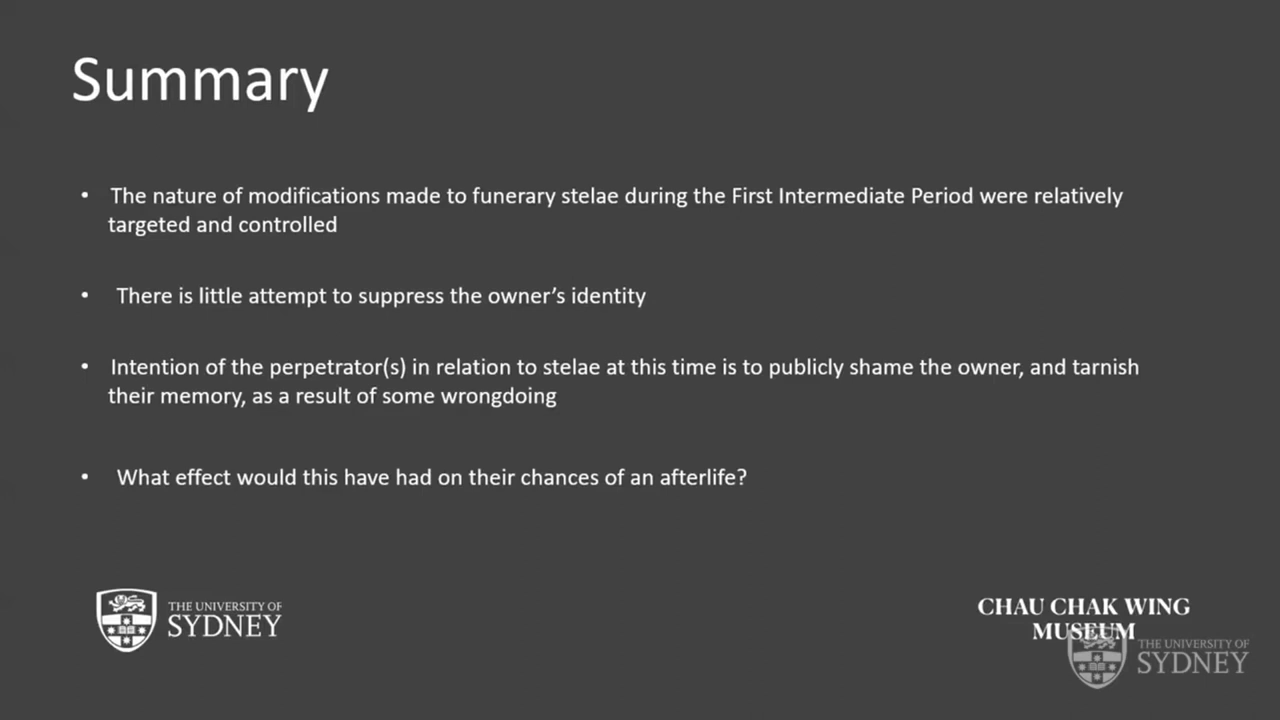 Summary
• The nature of modifications made to funerary stelae during the First Intermediate Period were relatively
targeted and controlled
• There is little attempt to suppress the owner’s identity
• Intention of the perpetrator(s) in relation to stelae at this time is to publicly shame the owner, and tarnish
their memory, as a result of some wrongdoing
• What effect would this have had on their chances of an afterlife?
THE UNIVERSITY OF
SYDNEY
CHAU CHAK WING
MUSEUM
THE UNIVERSITY OF
SYDNEY